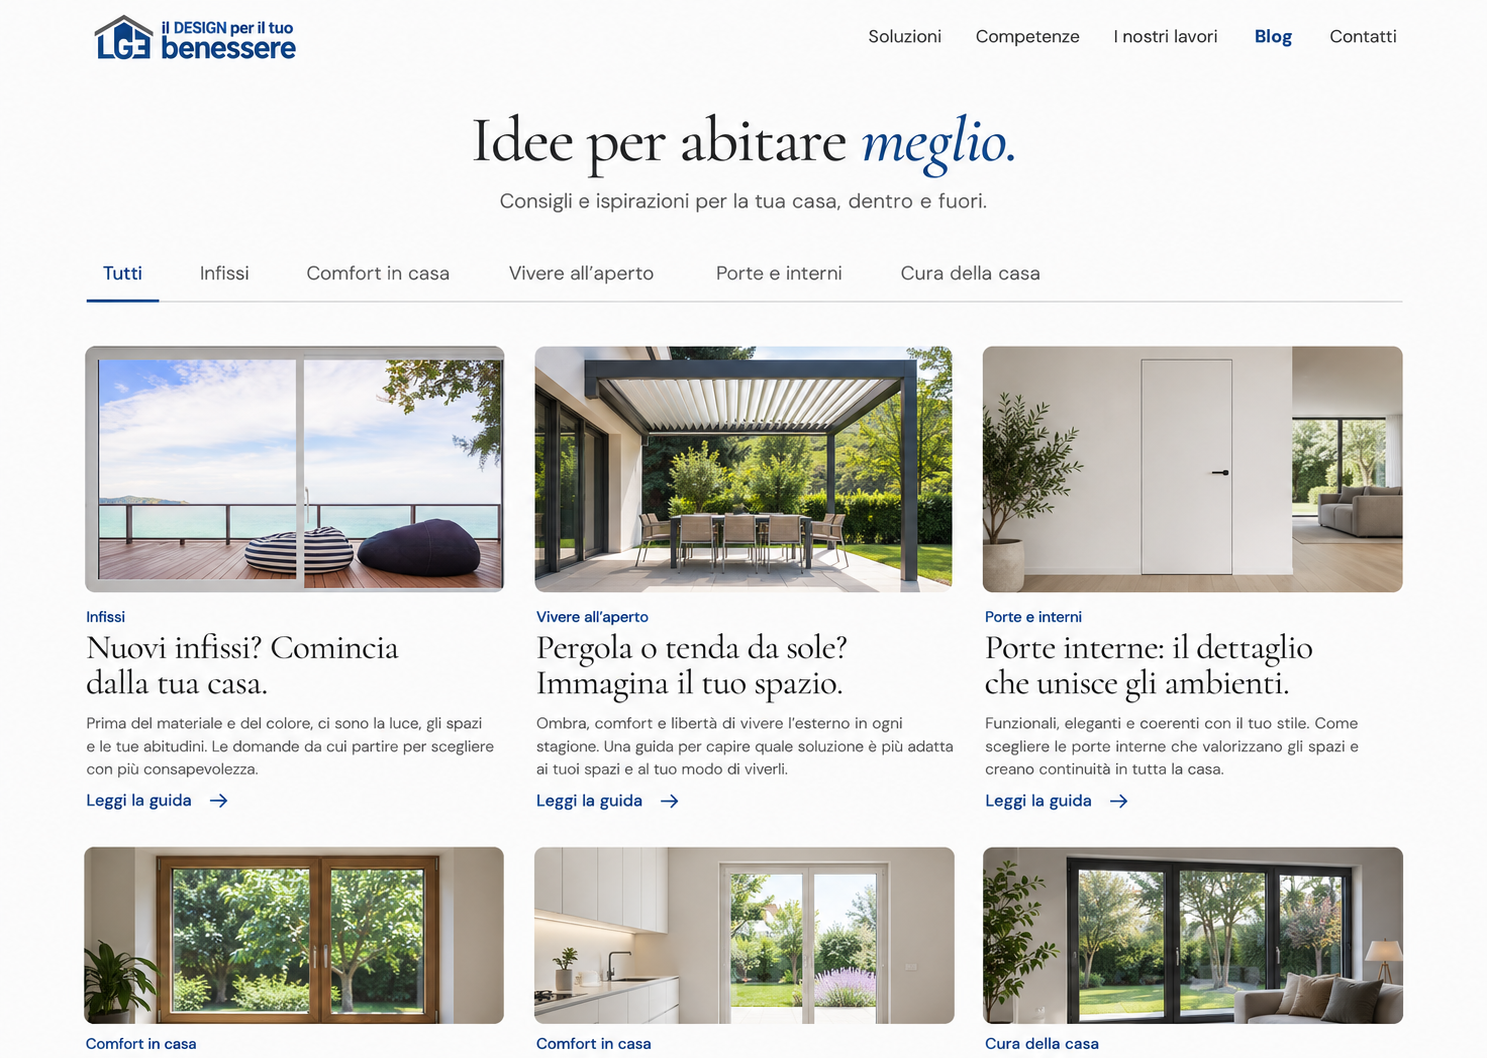 LGE il DESIGN per il tuo
benessere
Soluzioni Competenze I nostri lavori Blog Contatti
Idee per abitare meglio.
Consigli e ispirazioni per la tua casa, dentro e fuori.
Tutti Infissi Comfort in casa Vivere all'aperto Porte e interni Cura della casa
Infissi
Nuovi infissi? Comincia
dalla tua casa.
Prima del materiale e del colore, ci sono la luce, gli spazi
e le tue abitudini. Le domande da cui partire per scegliere
con più consapevolezza.
Leggi la guida →
Vivere all'aperto
Pergola o tenda da sole?
Immagina il tuo spazio.
Ombra, comfort e libertà di vivere l'esterno in ogni
stagione. Una guida per capire quale soluzione è più adatta
ai tuoi spazi e al tuo modo di viverli.
Leggi la guida →
Porte e interni
Porte interne: il dettaglio
che unisce gli ambienti.
Funzionali, eleganti e coerenti con il tuo stile. Come
scegliere le porte interne che valorizzano gli spazi e
creano continuità in tutta la casa.
Leggi la guida →
Comfort in casa
Comfort in casa
Cura della casa